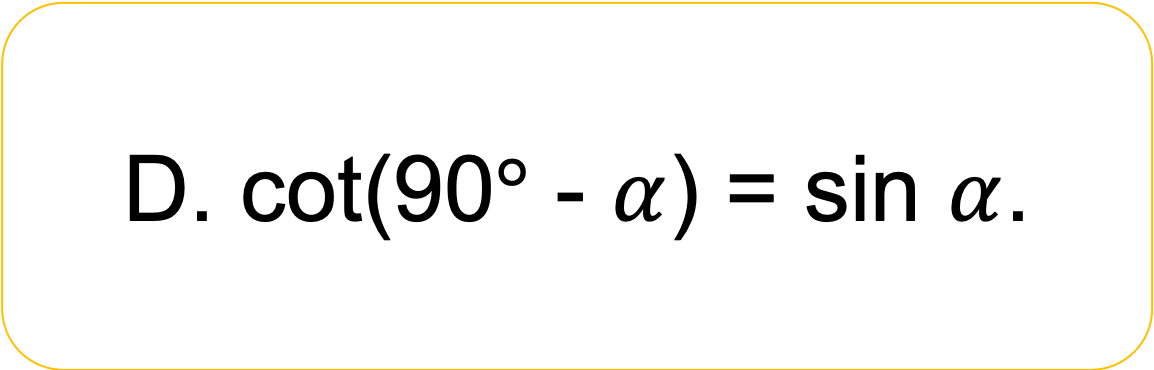 D. cot(90° - 𝛼) = sin 𝛼.